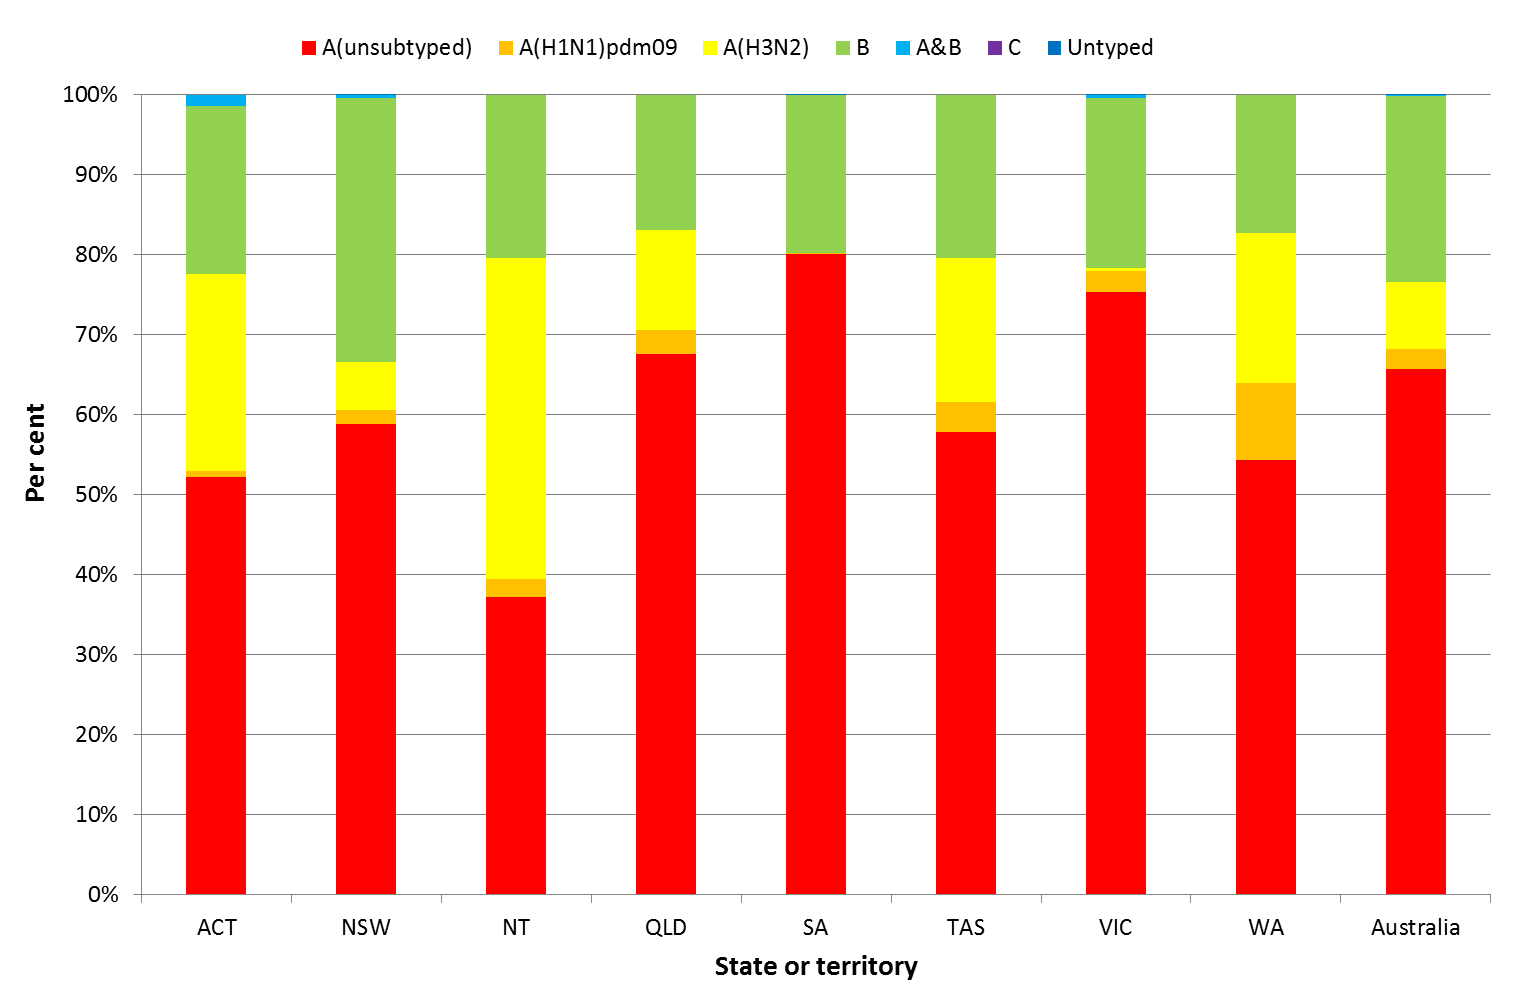 A(unsubtyped) A(H1N1)pdm09 A(H3N2) B A&B C Untyped
100%
90%
80%
70%
60%
50%
40%
30%
20%
10%
0%
Per cent
ACT NSW NT QLD SA TAS VIC WA Australia
State or territory